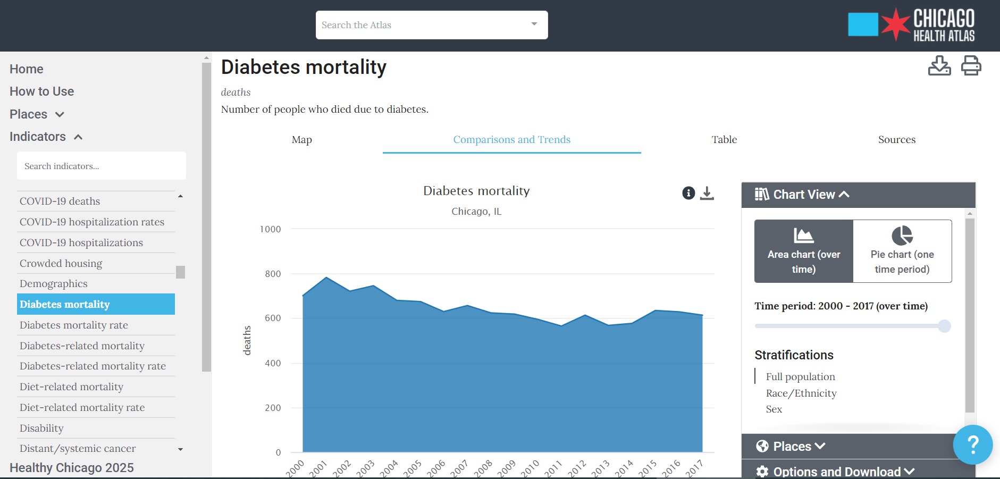 Search the Atlas
CHICAGO
HEALTH ATLAS
Home
How to Use
Places
Indicators
Search indicators...
COVID-19 deaths
COVID-19 hospitalization rates
COVID-19 hospitalizations
Crowded housing
Demographics
Diabetes mortality
Diabetes mortality rate
Diabetes-related mortality
Diabetes-related mortality rate
Diet-related mortality
Diet-related mortality rate
Disability
Distant/systemic cancer
Healthy Chicago 2025
Diabetes mortality
deaths
Number of people who died due to diabetes.
Map
Comparisons and Trends
Table
Sources
Diabetes mortality
Chicago, IL
1000
800
600
400
200
0
deaths
2000
2001
2002
2003
2004
2005
2006
2007
2008
2009
2010
2011
2012
2013
2014
2015
2016
2017
Chart View
Area chart (over
time)
Pie chart (one
time period)
Time period: 2000 - 2017 (over time)
Stratifications
Full population
Race/Ethnicity
Sex
Places
Options and Download
?